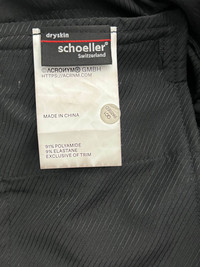 dryskin
schoeller®
Switzerland
©ACRONYM® GMBH
HTTPS://ACRNM.COM
MADE IN CHINA
91% POLYAMIDE
9% ELASTANE
EXCLUSIVE OF TRIM